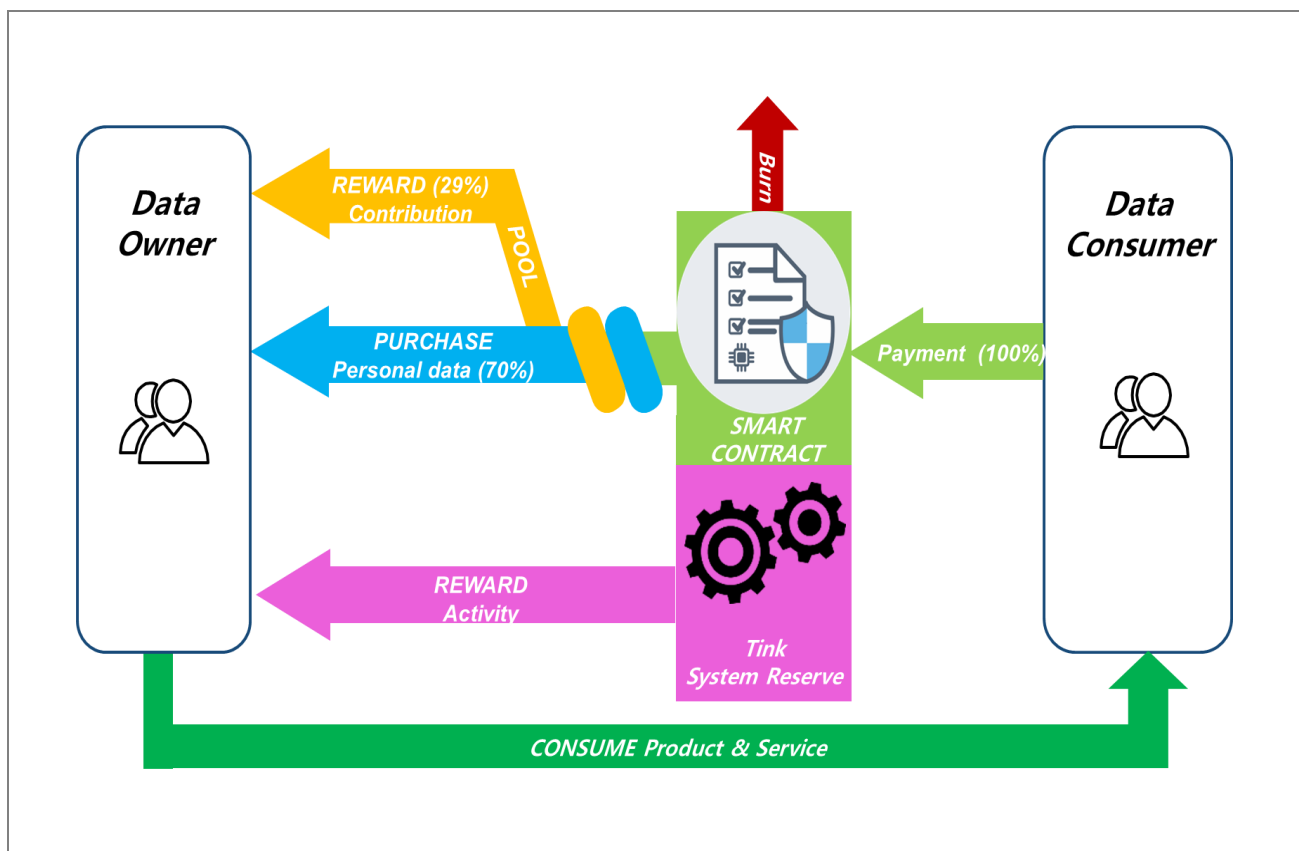 Burn
Data
Owner
REWARD (29%)
Contribution
POOL
PURCHASE
Personal data (70%)
SMART
CONTRACT
Payment (100%)
Data
Consumer
REWARD
Activity
Tink
System Reserve
CONSUME Product & Service